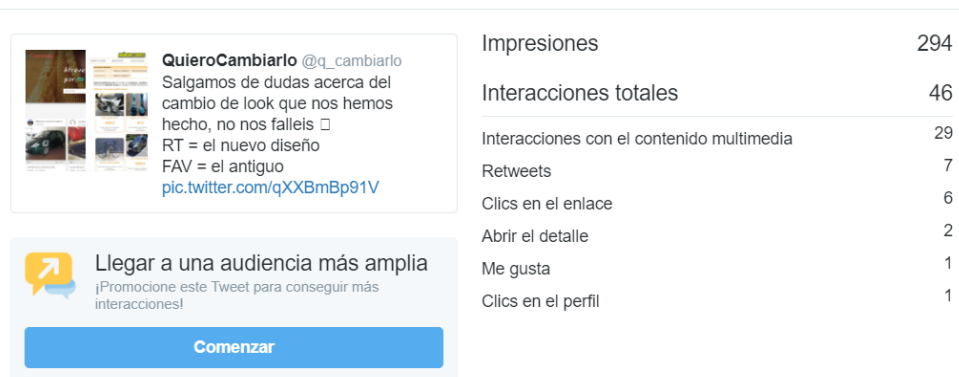 QuieroCambiarlo @q_cambiarlo
Salgamos de dudas acerca del
cambio de look que nos hemos
hecho, no nos falleis □
RT = el nuevo diseño
FAV = el antiguo
pic.twitter.com/qXXBmBp91V
Llegar a una audiencia más amplia
¡Promocione este Tweet para conseguir más
interacciones!
Comenzar
Impresiones 294
Interacciones totales 46
Interacciones con el contenido multimedia 29
Retweets 7
Clics en el enlace 6
Abrir el detalle 2
Me gusta 1
Clics en el perfil 1